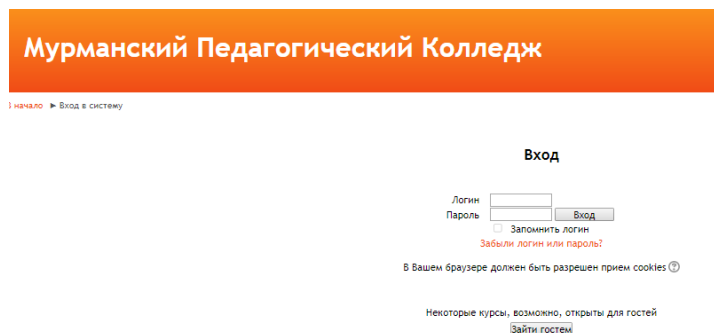 Мурманский Педагогический Колледж
В начало ► Вход в систему
Вход
Логин
Пароль Вход
Запомнить логин
Забыли логин или пароль?
В Вашем браузере должен быть разрешен прием cookies ?
Некоторые курсы, возможно, открыты для гостей
Зайти гостем